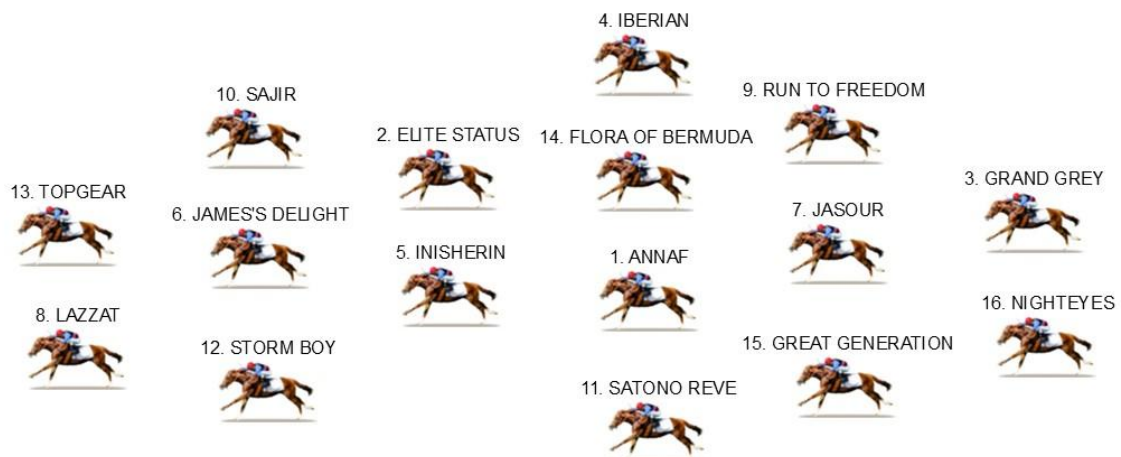 4. IBERIAN
9. RUN TO FREEDOM
10. SAJIR
2. ELITE STATUS
14. FLORA OF BERMUDA
3. GRAND GREY
13. TOPGEAR
6. JAMES'S DELIGHT
7. JASOUR
5. INISHERIN
1. ANNAF
16. NIGHTEYES
8. LAZZAT
12. STORM BOY
15. GREAT GENERATION
11. SATONO REVE